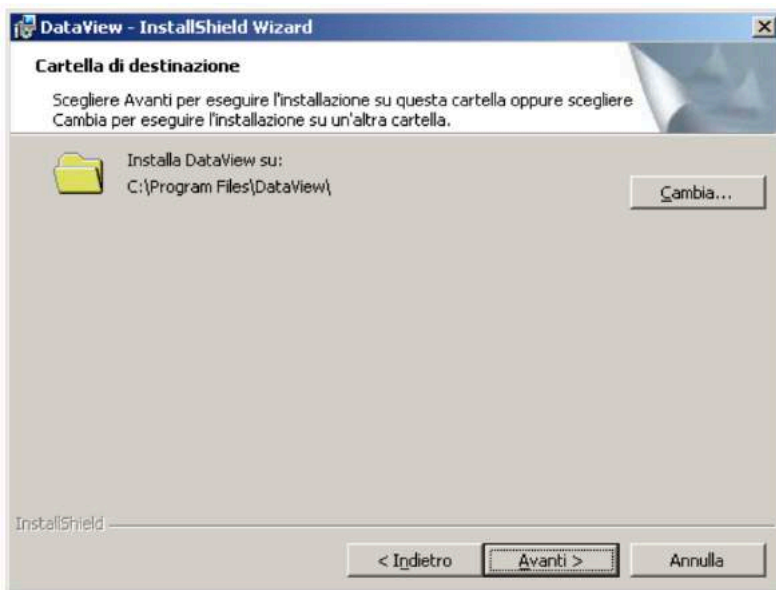 DataView - InstallShield Wizard
Cartella di destinazione
Scegliere Avanti per eseguire l'installazione su questa cartella oppure scegliere
Cambia per eseguire l'installazione su un'altra cartella.
Installa DataView su:
C:\Program Files\DataView\
Cambia...
InstallShield
< Indietro
Avanti >
Annulla